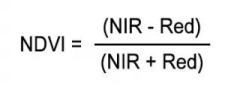 (NIR - Red)
NDVI =
(NIR + Red)